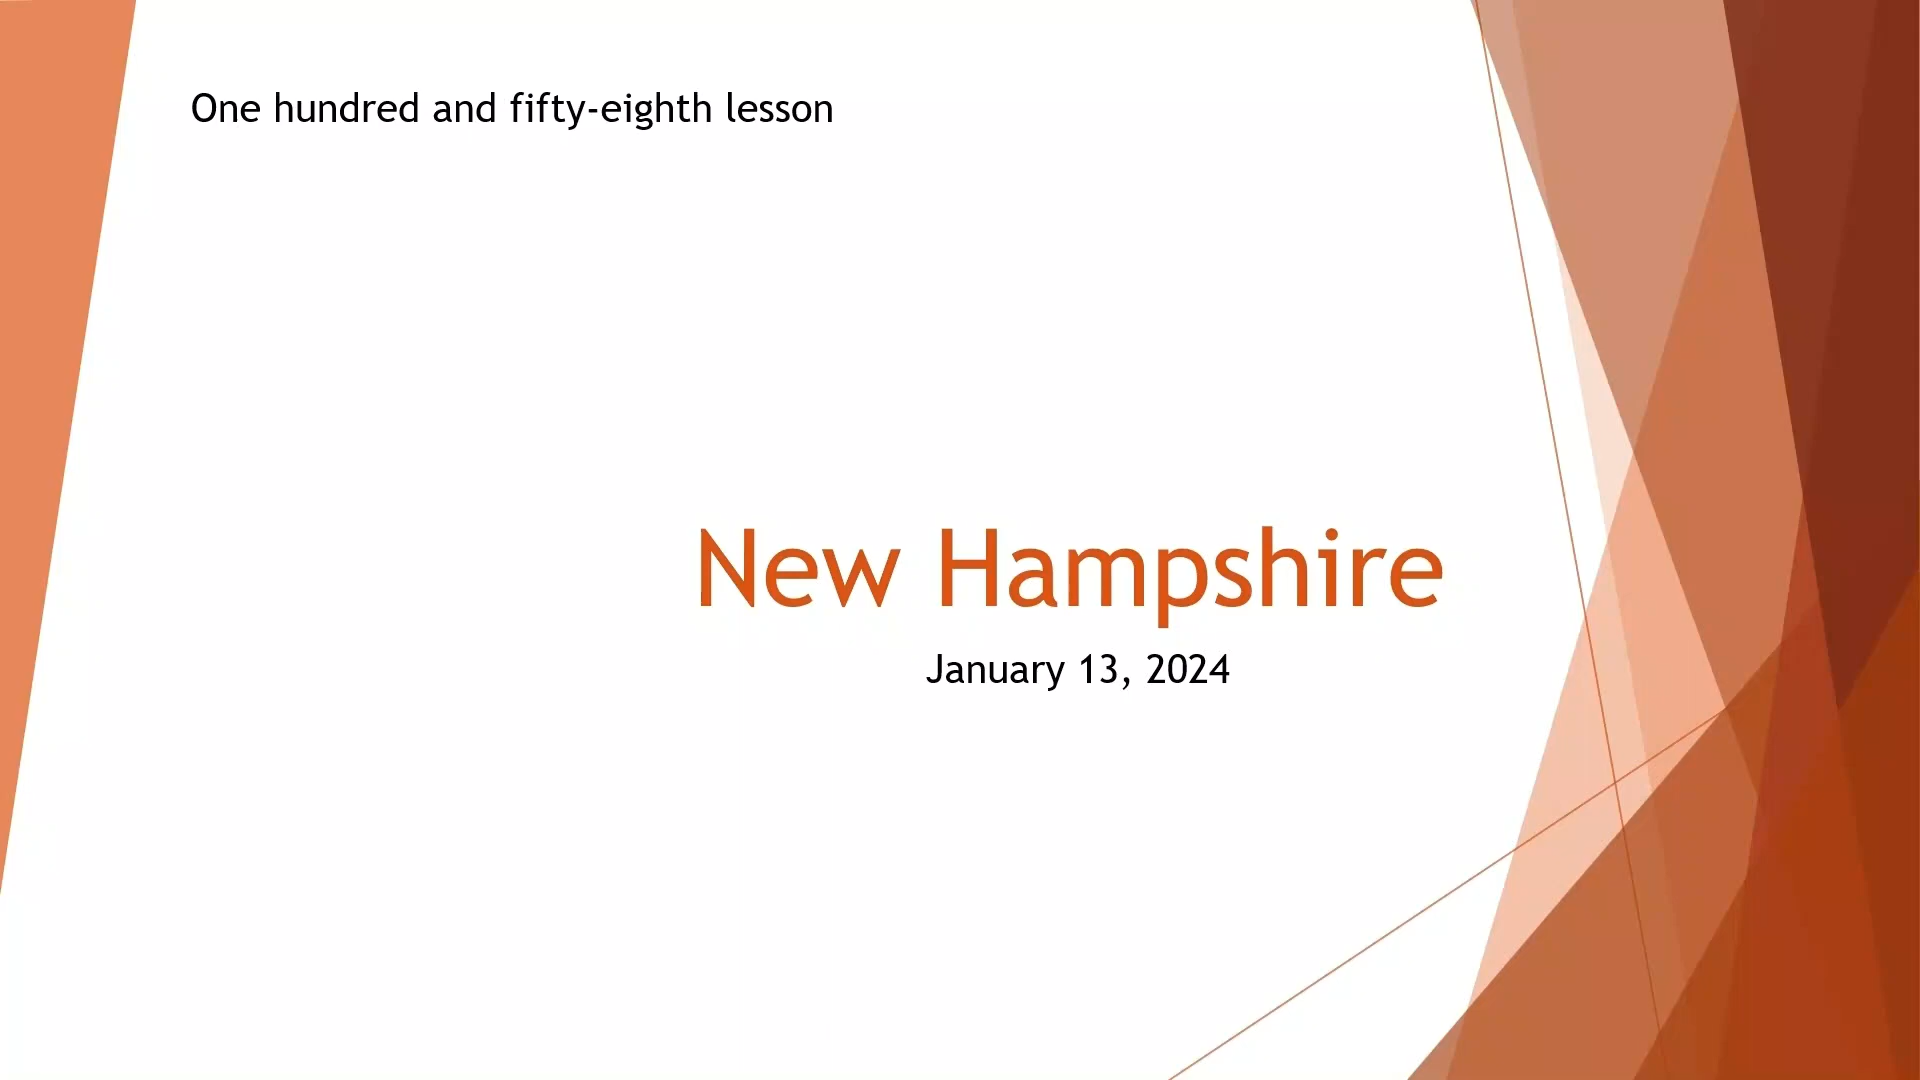 One hundred and fifty-eighth lesson
New Hampshire
January 13, 2024